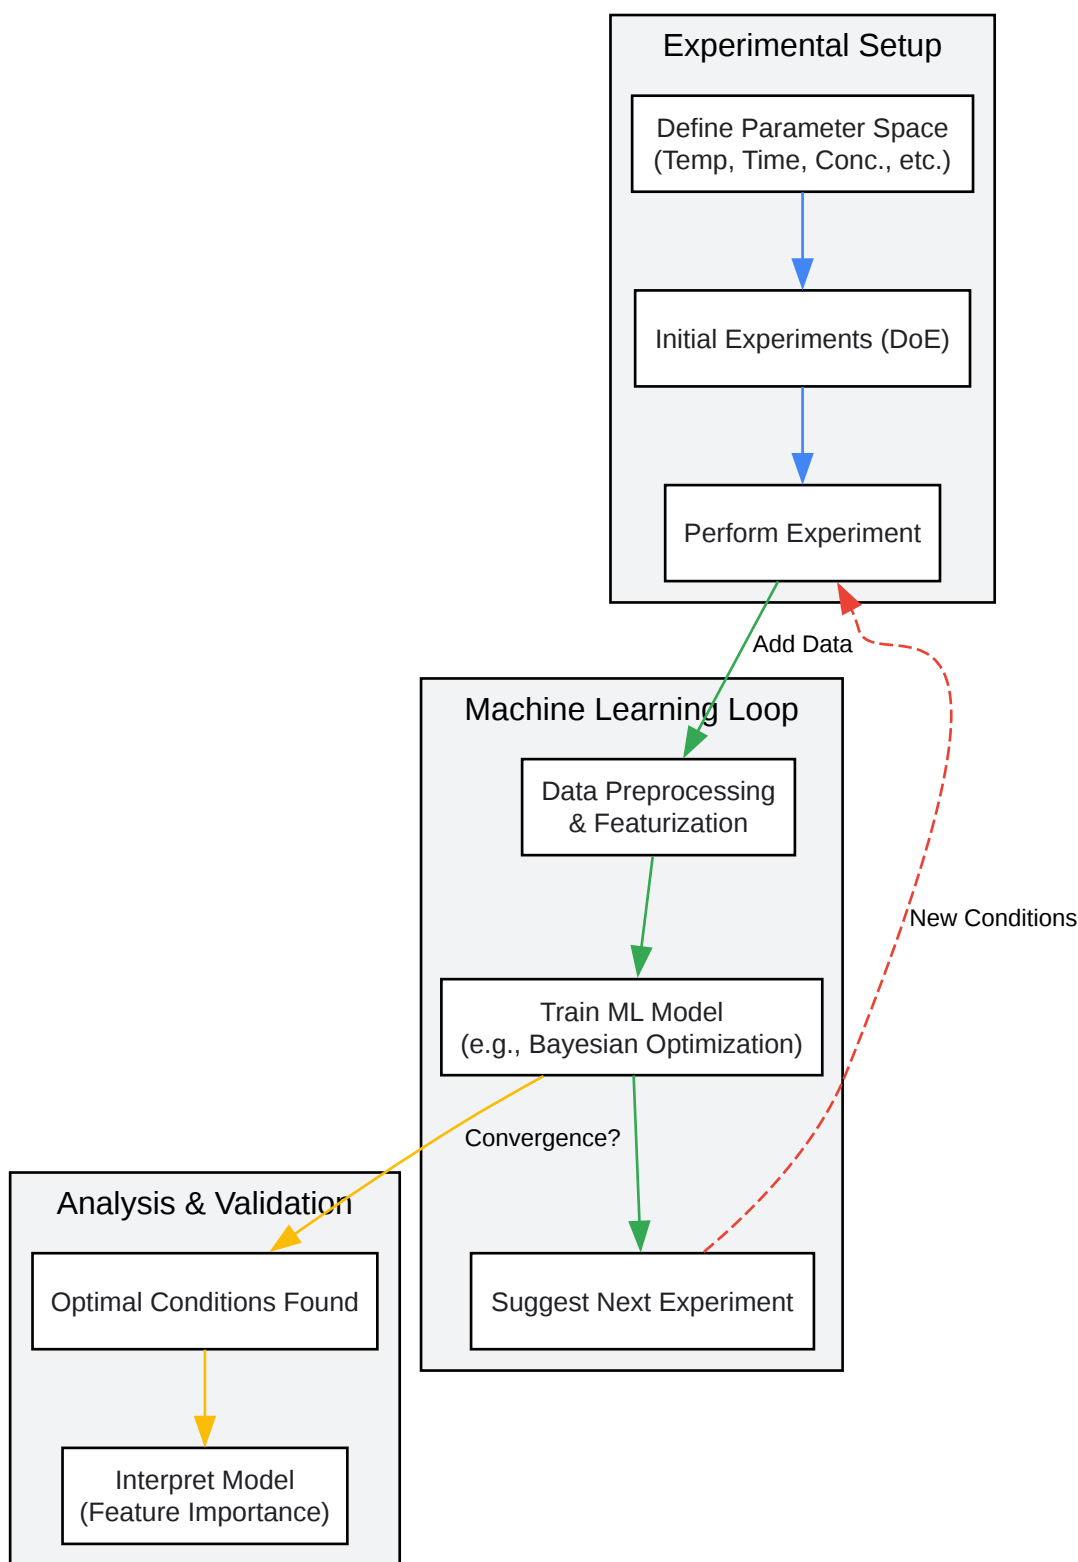 Experimental Setup
Define Parameter Space
(Temp, Time, Conc., etc.)
Initial Experiments (DoE)
Perform Experiment
Add Data
Machine Learning Loop
Data Preprocessing
& Featurization
New Conditions
Train ML Model
(e.g., Bayesian Optimization)
Convergence?
Suggest Next Experiment
Analysis & Validation
Optimal Conditions Found
Interpret Model
(Feature Importance)